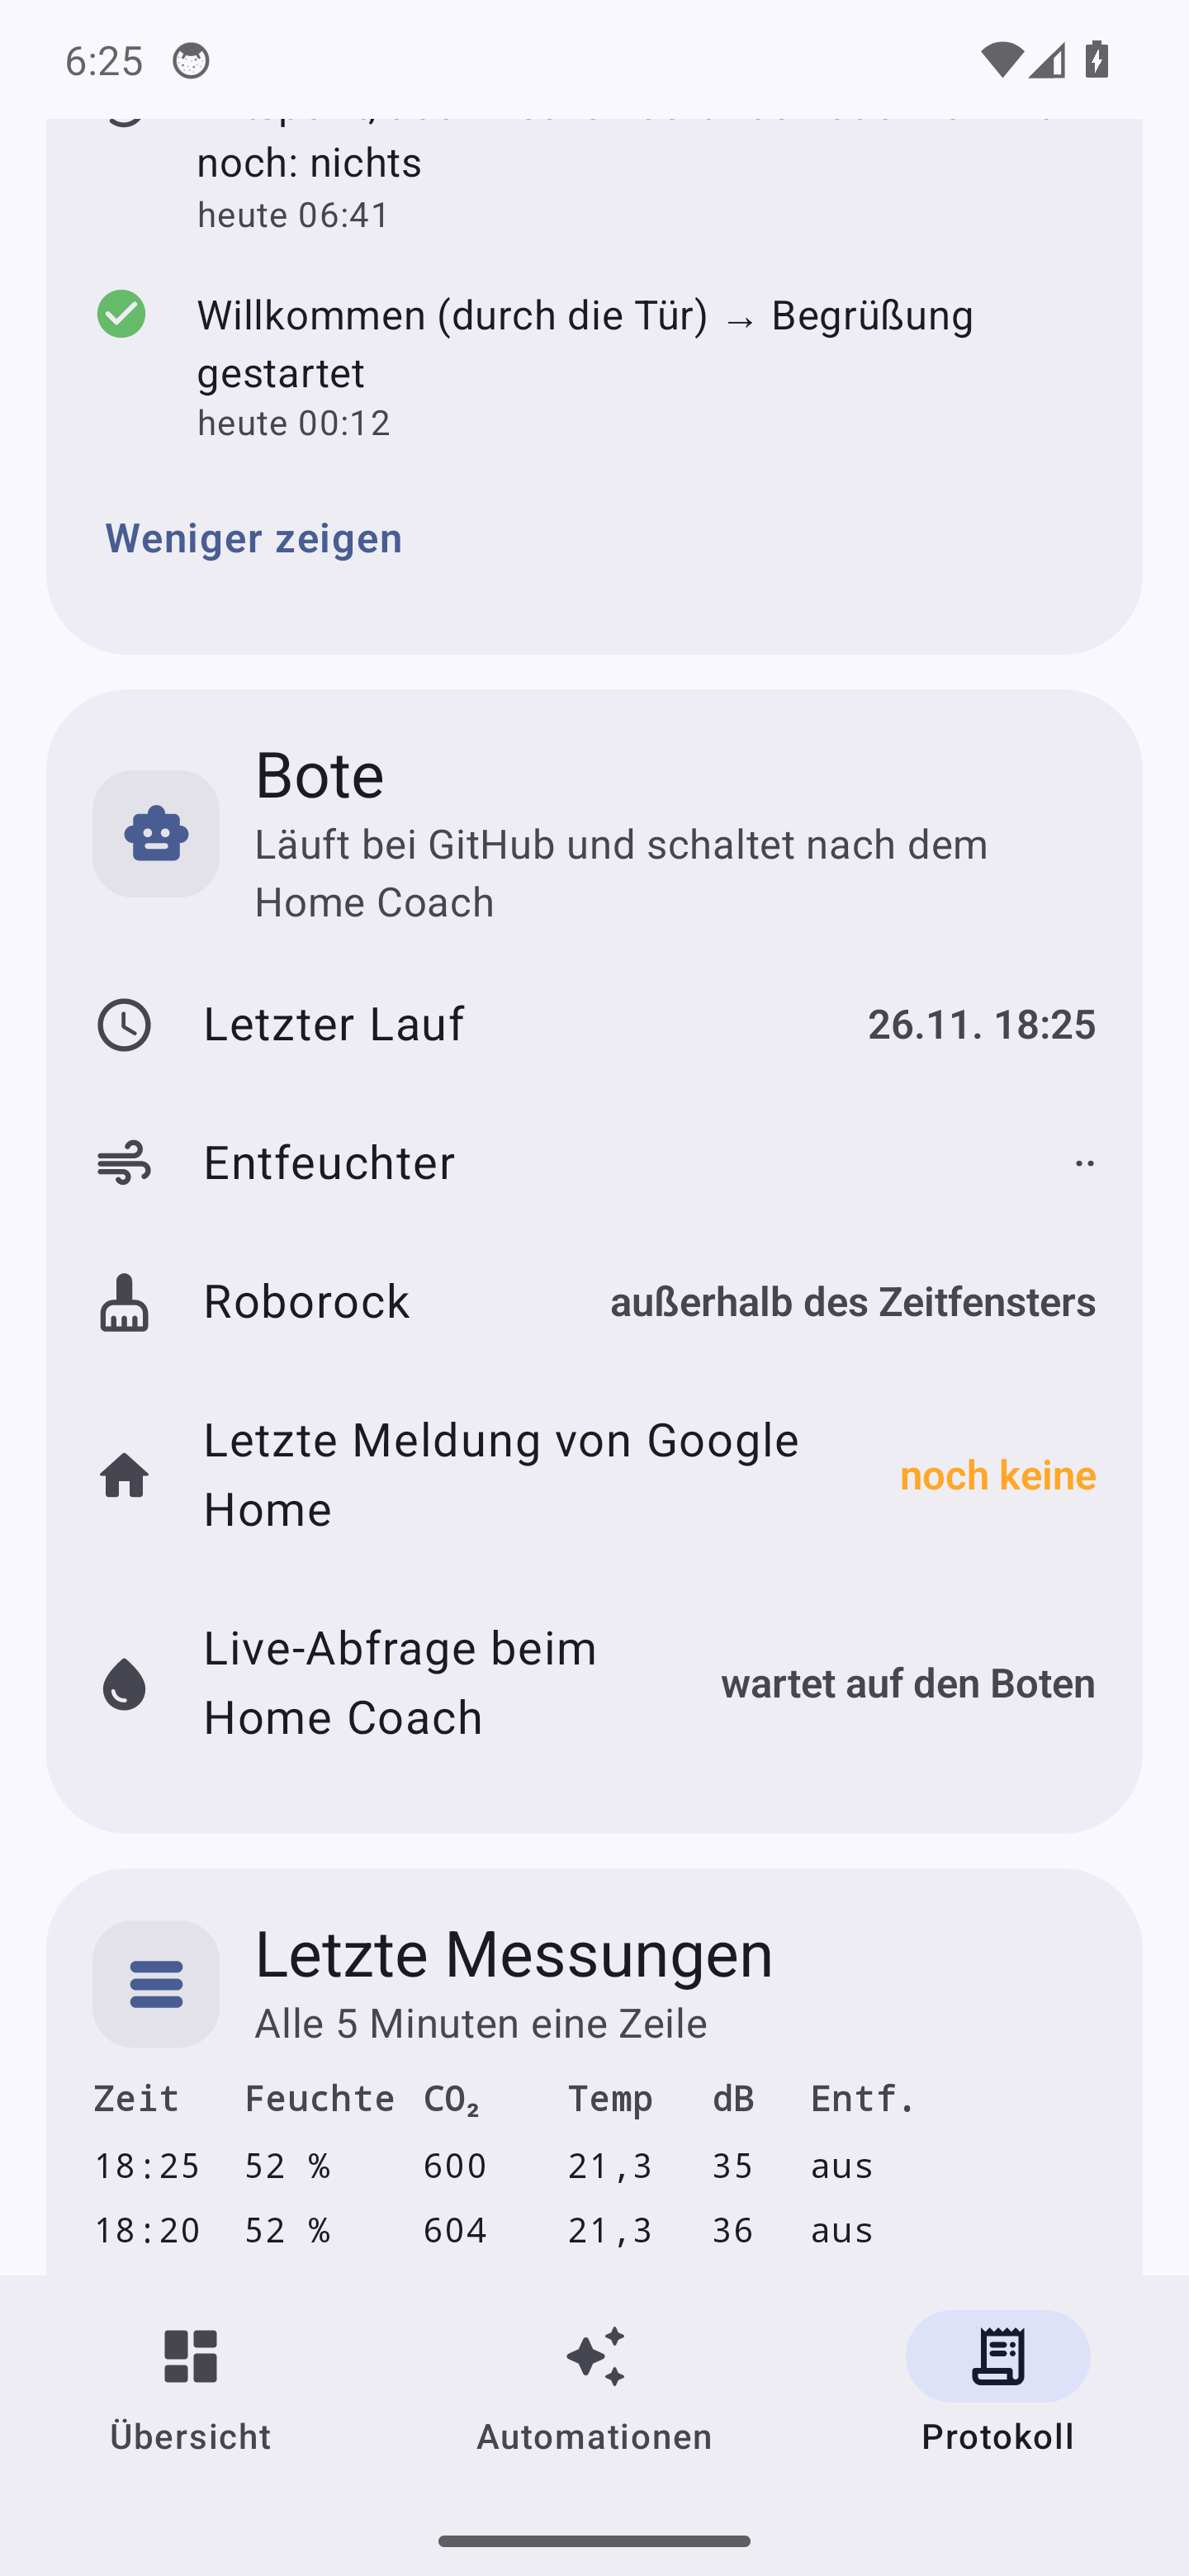 6:25
noch: nichts
heute 06:41
Willkommen (durch die Tür) → Begrüßung
gestartet
heute 00:12
Weniger zeigen
Bote
Läuft bei GitHub und schaltet nach dem
Home Coach
Letzter Lauf 26.11. 18:25
Entfeuchter ··
Roborock außerhalb des Zeitfensters
Letzte Meldung von Google
Home
noch keine
Live-Abfrage beim
Home Coach
wartet auf den Boten
Letzte Messungen
Alle 5 Minuten eine Zeile
Zeit Feuchte CO₂ Temp dB Entf.
18:25 52 % 600 21,3 35 aus
18:20 52 % 604 21,3 36 aus
Übersicht Automationen Protokoll